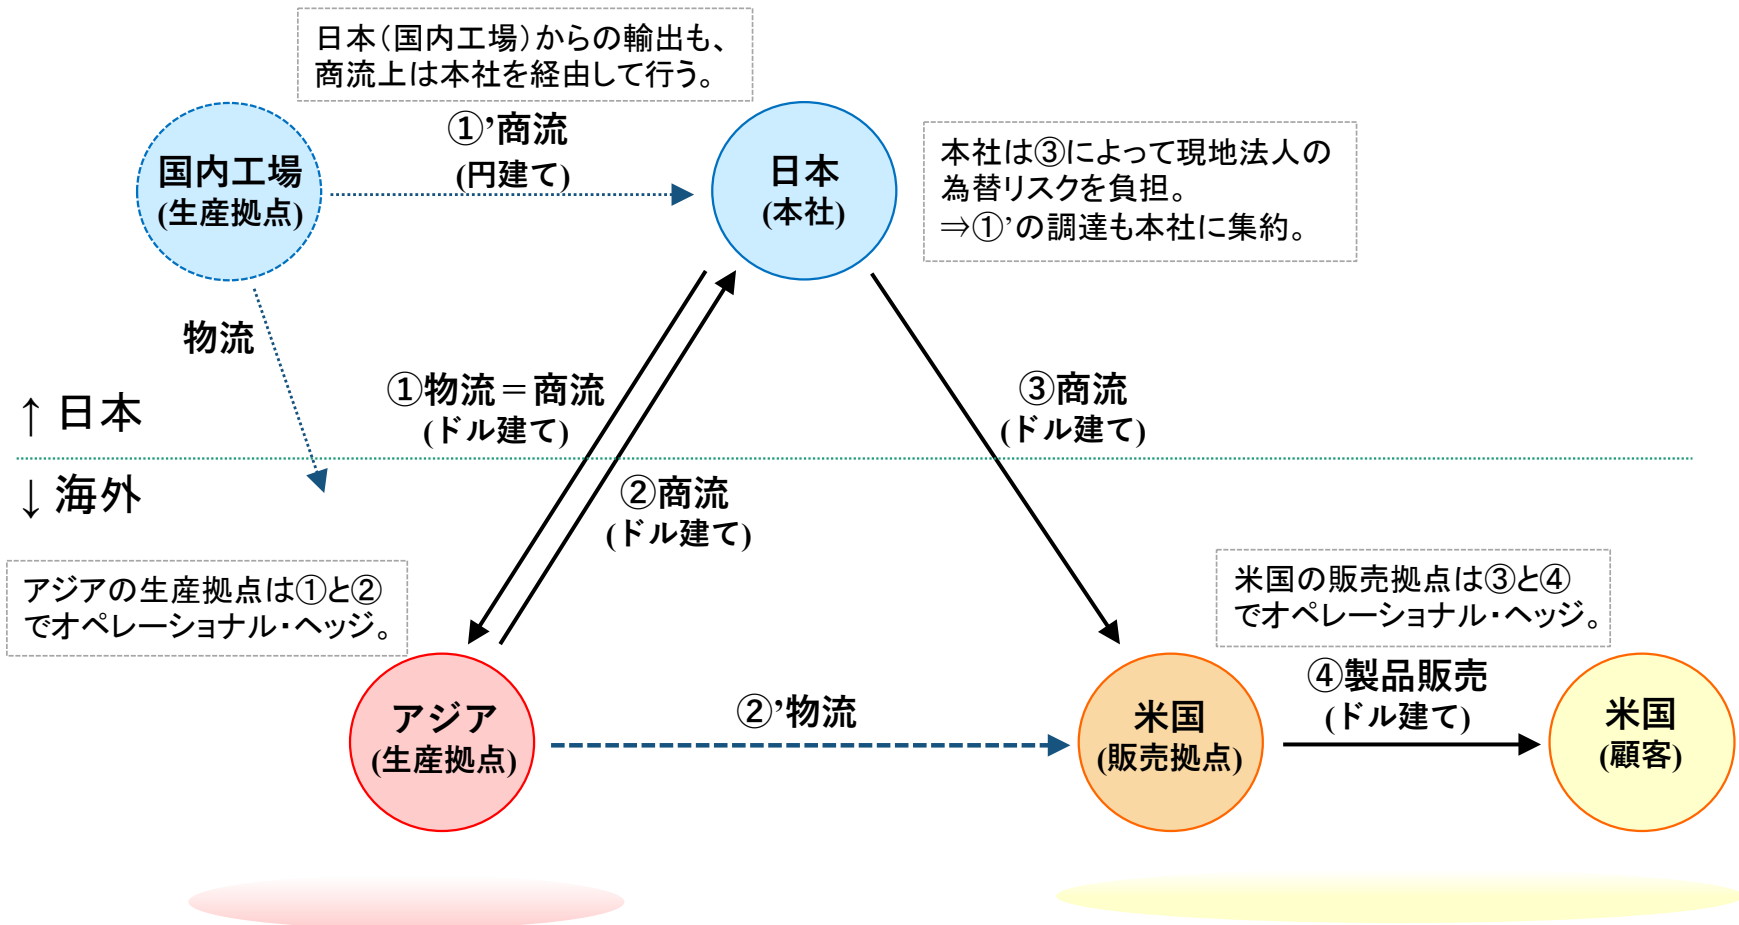 日本(国内工場)からの輸出も、
商流上は本社を経由して行う。
①’商流
(円建て)
国内工場
(生産拠点)
日本
(本社)
本社は③によって現地法人の
為替リスクを負担。
⇒①’の調達も本社に集約。
物流
①物流=商流
(ドル建て)
③商流
(ドル建て)
↑ 日本
↓ 海外
②商流
(ドル建て)
アジアの生産拠点は①と②
でオペレーショナル・ヘッジ。
米国の販売拠点は③と④
でオペレーショナル・ヘッジ。
アジア
(生産拠点)
②’物流
米国
(販売拠点)
④製品販売
(ドル建て)
米国
(顧客)